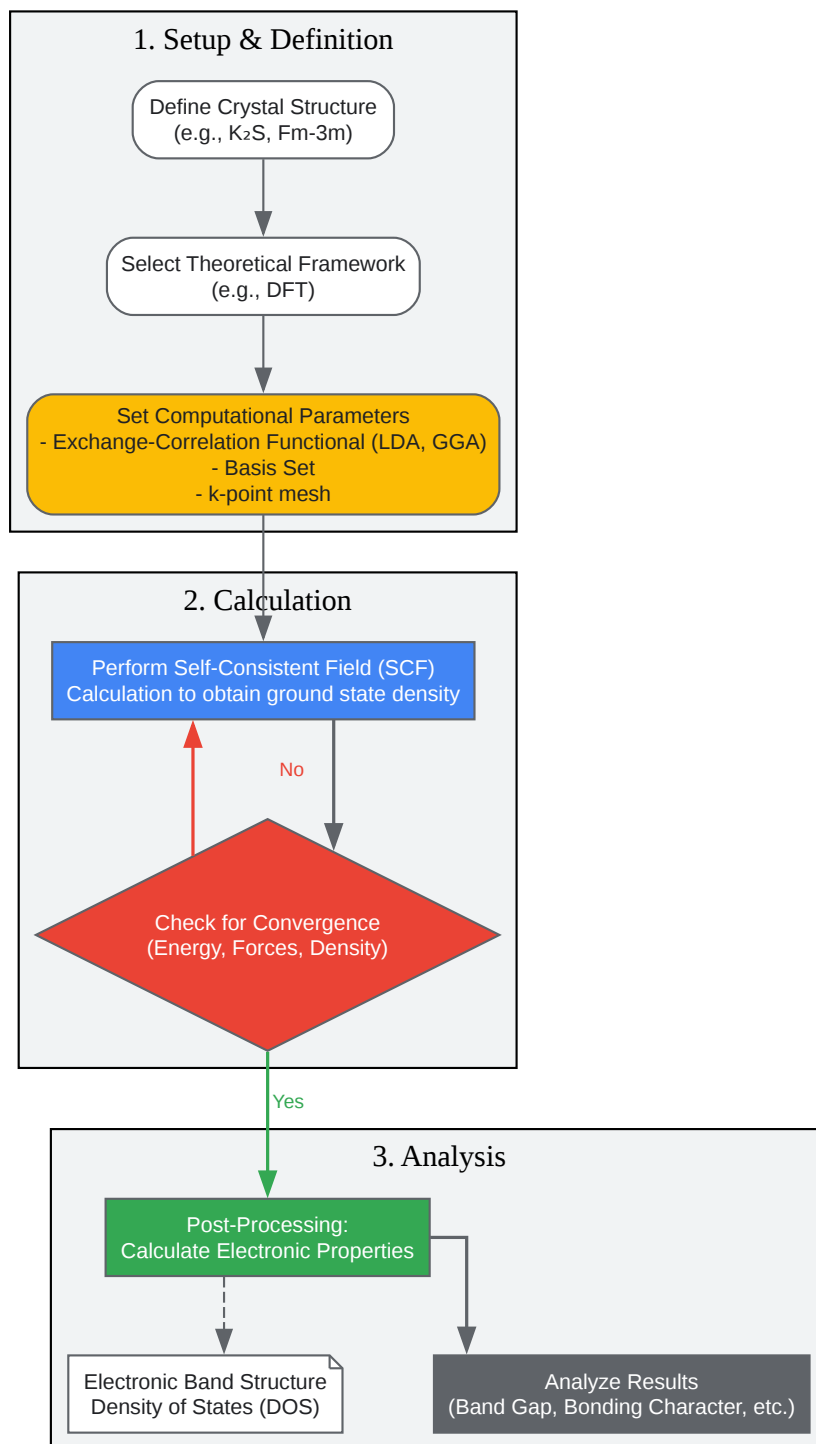 1. Setup & Definition
Define Crystal Structure
(e.g., K₂S, Fm-3m)
Select Theoretical Framework
(e.g., DFT)
Set Computational Parameters
- Exchange-Correlation Functional (LDA, GGA)
- Basis Set
- k-point mesh
2. Calculation
Perform Self-Consistent Field (SCF)
Calculation to obtain ground state density
No
Check for Convergence
(Energy, Forces, Density)
Yes
3. Analysis
Post-Processing:
Calculate Electronic Properties
Electronic Band Structure
Density of States (DOS)
Analyze Results
(Band Gap, Bonding Character, etc.)